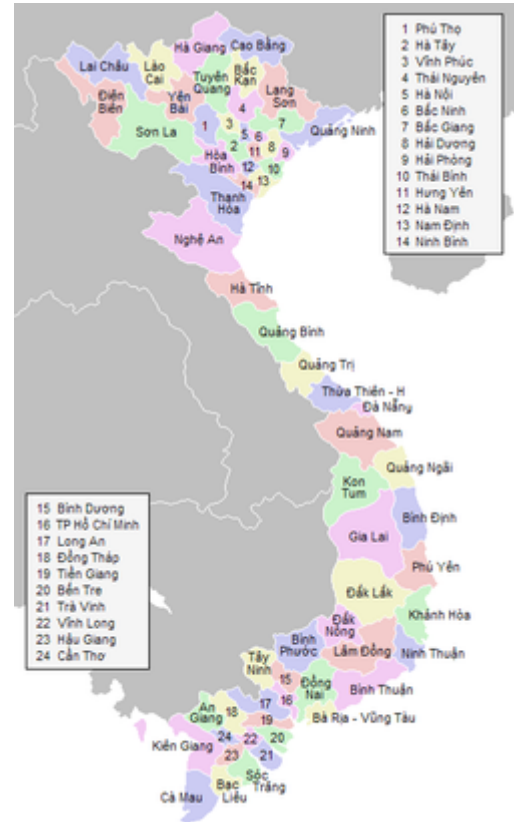 Hà Giang
Cao Bằng
Lai Châu
Lào
Cai
Bắc
Kạn
Tuyên
Quang
Điện
Biên
Yên
Bái
Lạng
Sơn
Sơn La
Quảng Ninh
4
1
3
7
5
6
2
8
11
9
Hòa
Bình
12
10
14
13
Thanh
Hóa
Nghệ An
Hà Tĩnh
Quảng Bình
Quảng Trị
Thừa Thiên - H
Đà Nẵng
Quảng Nam
Quảng Ngãi
Kon
Tum
Bình Định
Gia Lai
Phú Yên
Đắk Lắk
Khánh Hòa
Đắk
Nông
Bình
Phước
Lâm Đồng
Ninh Thuận
Tây
Ninh
15
Đồng
Nai
Bình Thuận
17
16
An
Giang
18
19
Bà Rịa - Vũng Tàu
24
22
20
Kiên Giang
23
21
Sóc
Trăng
Bạc
Liêu
Cà Mau
1 Phú Thọ
2 Hà Tây
3 Vĩnh Phúc
4 Thái Nguyên
5 Hà Nội
6 Bắc Ninh
7 Bắc Giang
8 Hải Dương
9 Hải Phòng
10 Thái Bình
11 Hưng Yên
12 Hà Nam
13 Nam Định
14 Ninh Bình
15 Bình Dương
16 TP Hồ Chí Minh
17 Long An
18 Đồng Tháp
19 Tiền Giang
20 Bến Tre
21 Trà Vinh
22 Vĩnh Long
23 Hậu Giang
24 Cần Thơ